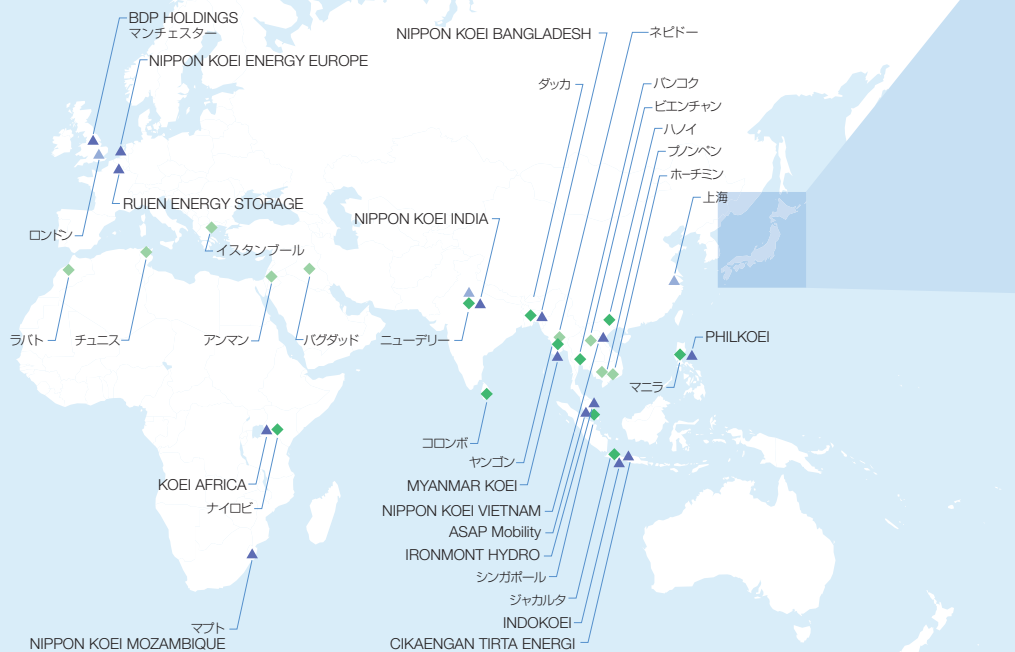 BDP HOLDINGS
マンチェスター
NIPPON KOEI ENERGY EUROPE
NIPPON KOEI BANGLADESH
ネピドー
ダッカ
バンコク
ビエンチャン
ハノイ
プノンペン
ホーチミン
上海
RUIEN ENERGY STORAGE
NIPPON KOEI INDIA
ロンドン
イスタンブール
ラバト
チュニス
アンマン
バグダッド
ニューデリー
PHILKOEI
マニラ
コロンボ
ヤンゴン
KOEI AFRICA
MYANMAR KOEI
ナイロビ
NIPPON KOEI VIETNAM
ASAP Mobility
IRONMONT HYDRO
シンガポール
ジャカルタ
INDOKOEI
マプト
NIPPON KOEI MOZAMBIQUE
CIKAENGAN TIRTA ENERGI